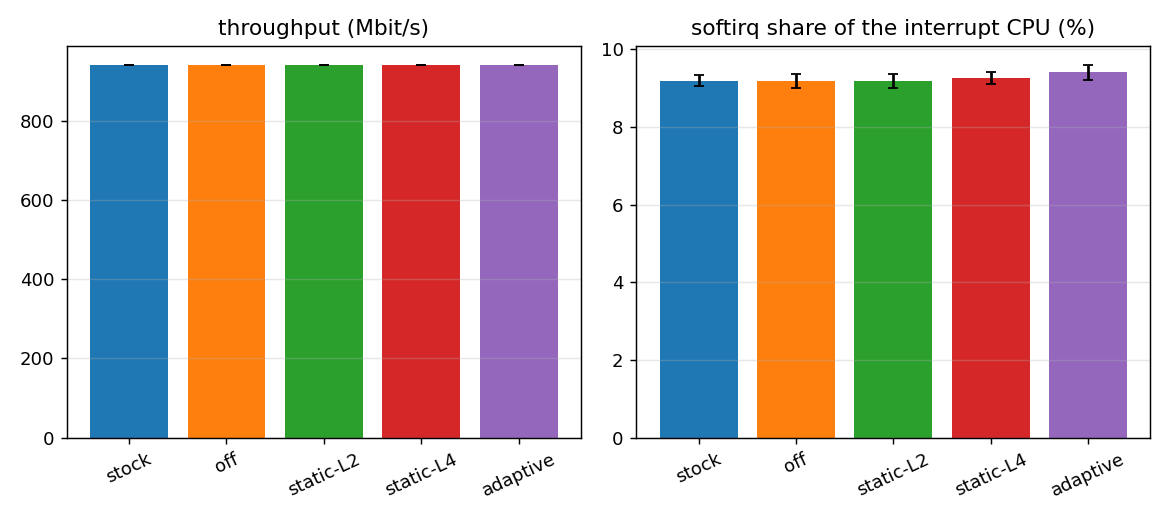 throughput (Mbit/s)
800
600
400
200
0
stock
off
static-L2
static-L4
adaptive
softirq share of the interrupt CPU (%)
10
8
6
4
2
0
stock
off
static-L2
static-L4
adaptive